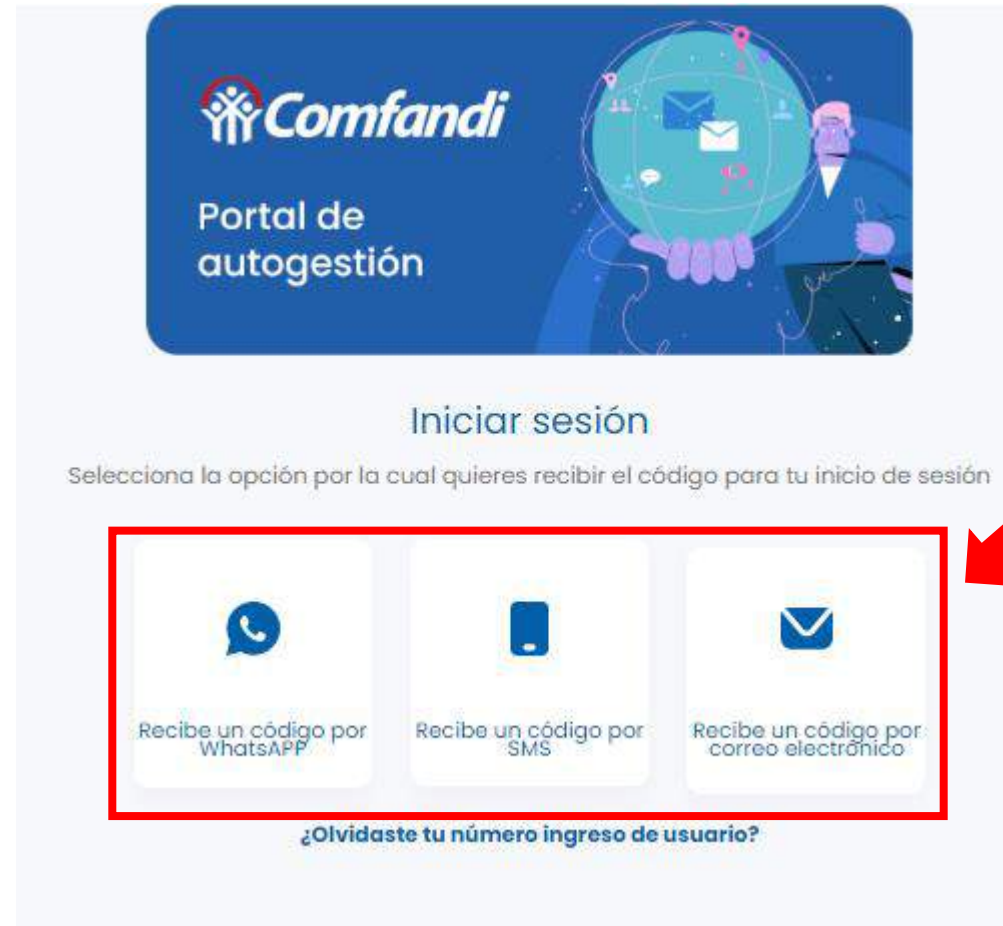 Comfandi
Portal de
autogestión
Iniciar sesión
Selecciona la opción por la cual quieres recibir el código para tu inicio de sesión
Recibe un código por
WhatsAPP
Recibe un código por
SMS
Recibe un código por
correo electrónico
¿Olvidaste tu número ingreso de usuario?